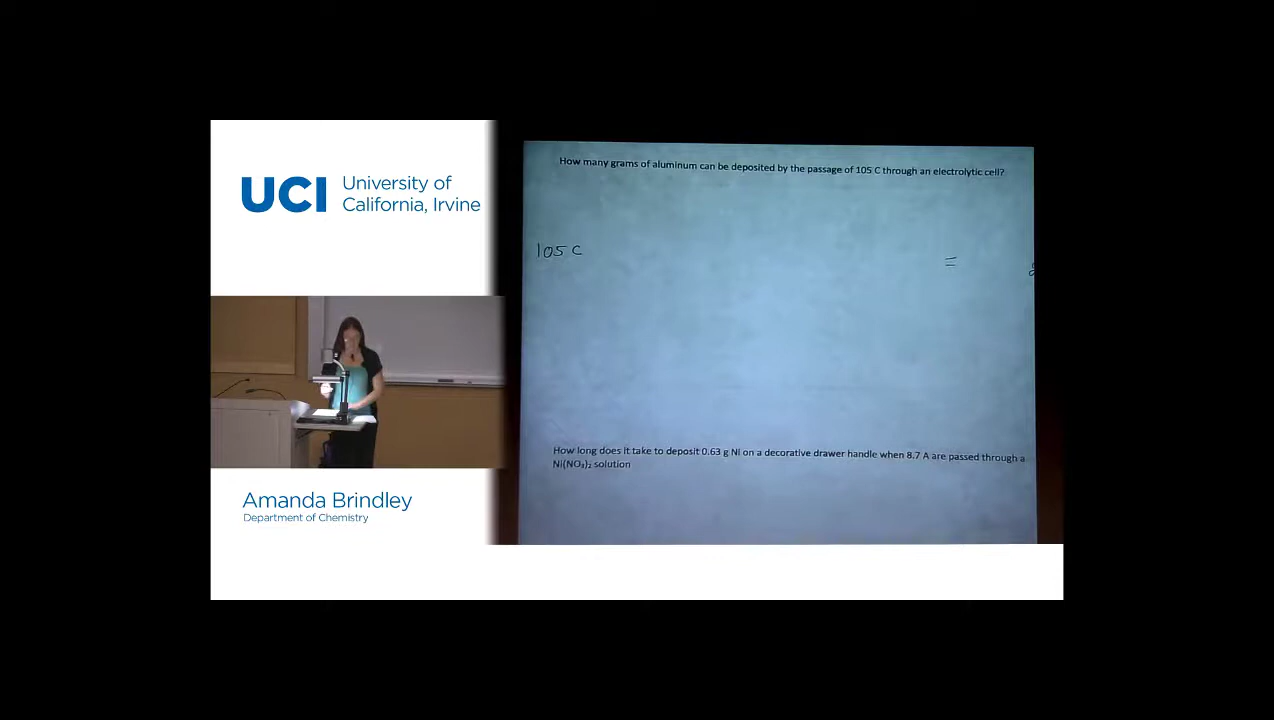 UCI University of
California, Irvine
How many grams of aluminum can be deposited by the passage of 105 C through an electrolytic cell?
105 C =
How long does it take to deposit 0.63 g Ni on a decorative drawer handle when 8.7 A are passed through a
Ni(NO₃)₂ solution
Amanda Brindley
Department of Chemistry